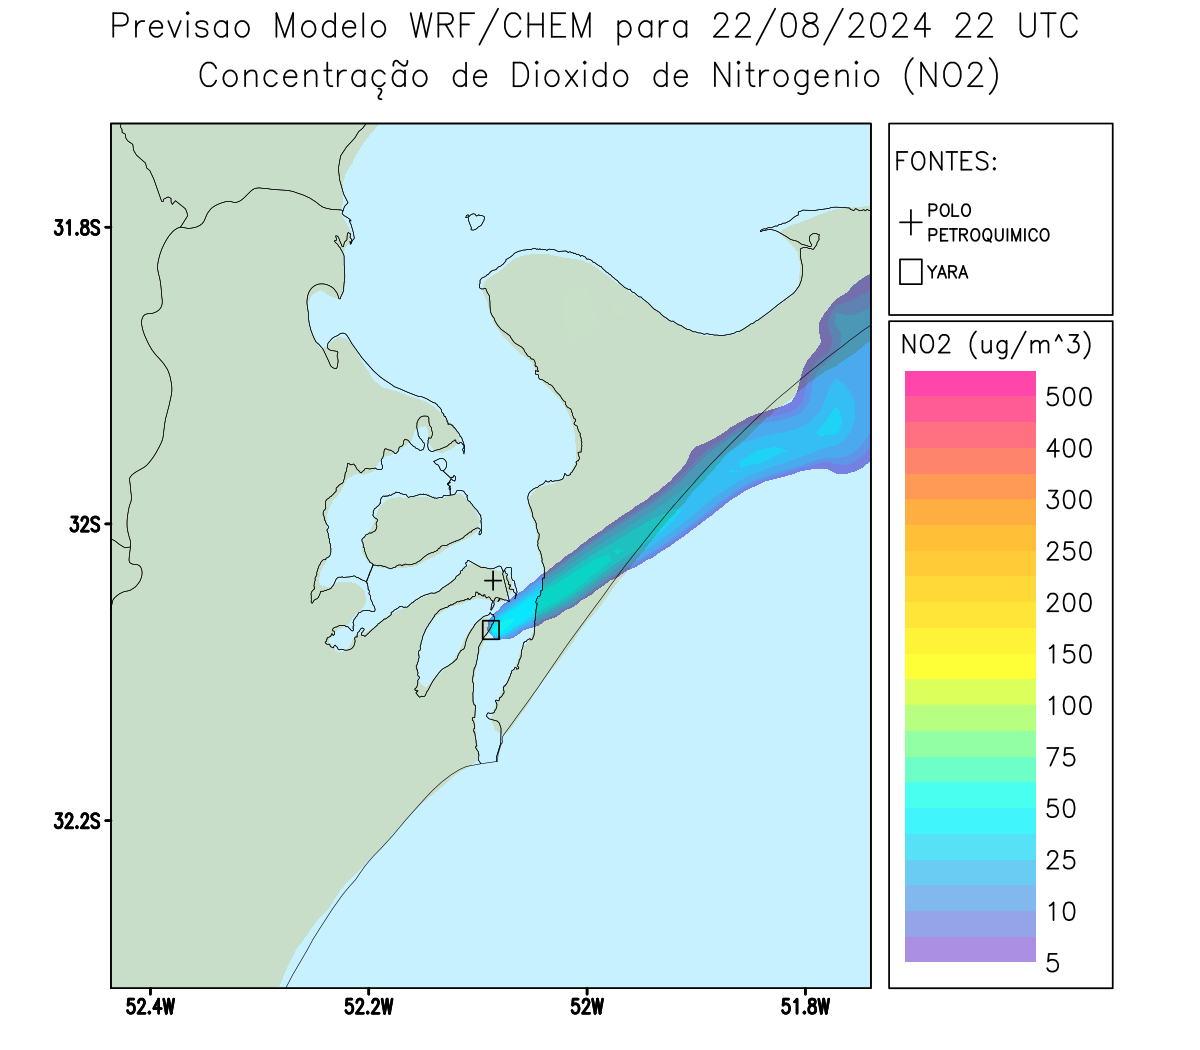 Previsao Modelo WRF/CHEM para 22/08/2024 22 UTC
Concentração de Dioxido de Nitrogenio (NO2)
FONTES:
POLO
PETROQUIMICO
YARA
NO2 (ug/m^3)
500
400
300
250
200
150
100
75
50
25
10
5
31.8S
32S
32.2S
52.4W
52.2W
52W
51.8W